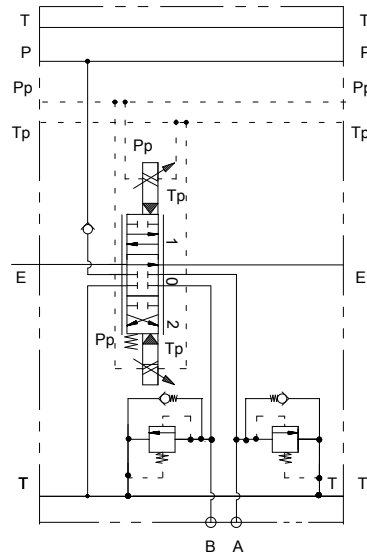 T T
P P
Pp Pp
Tp Tp
Pp
Tp
1
E 0 E
2
Pp Tp
T T T
B A